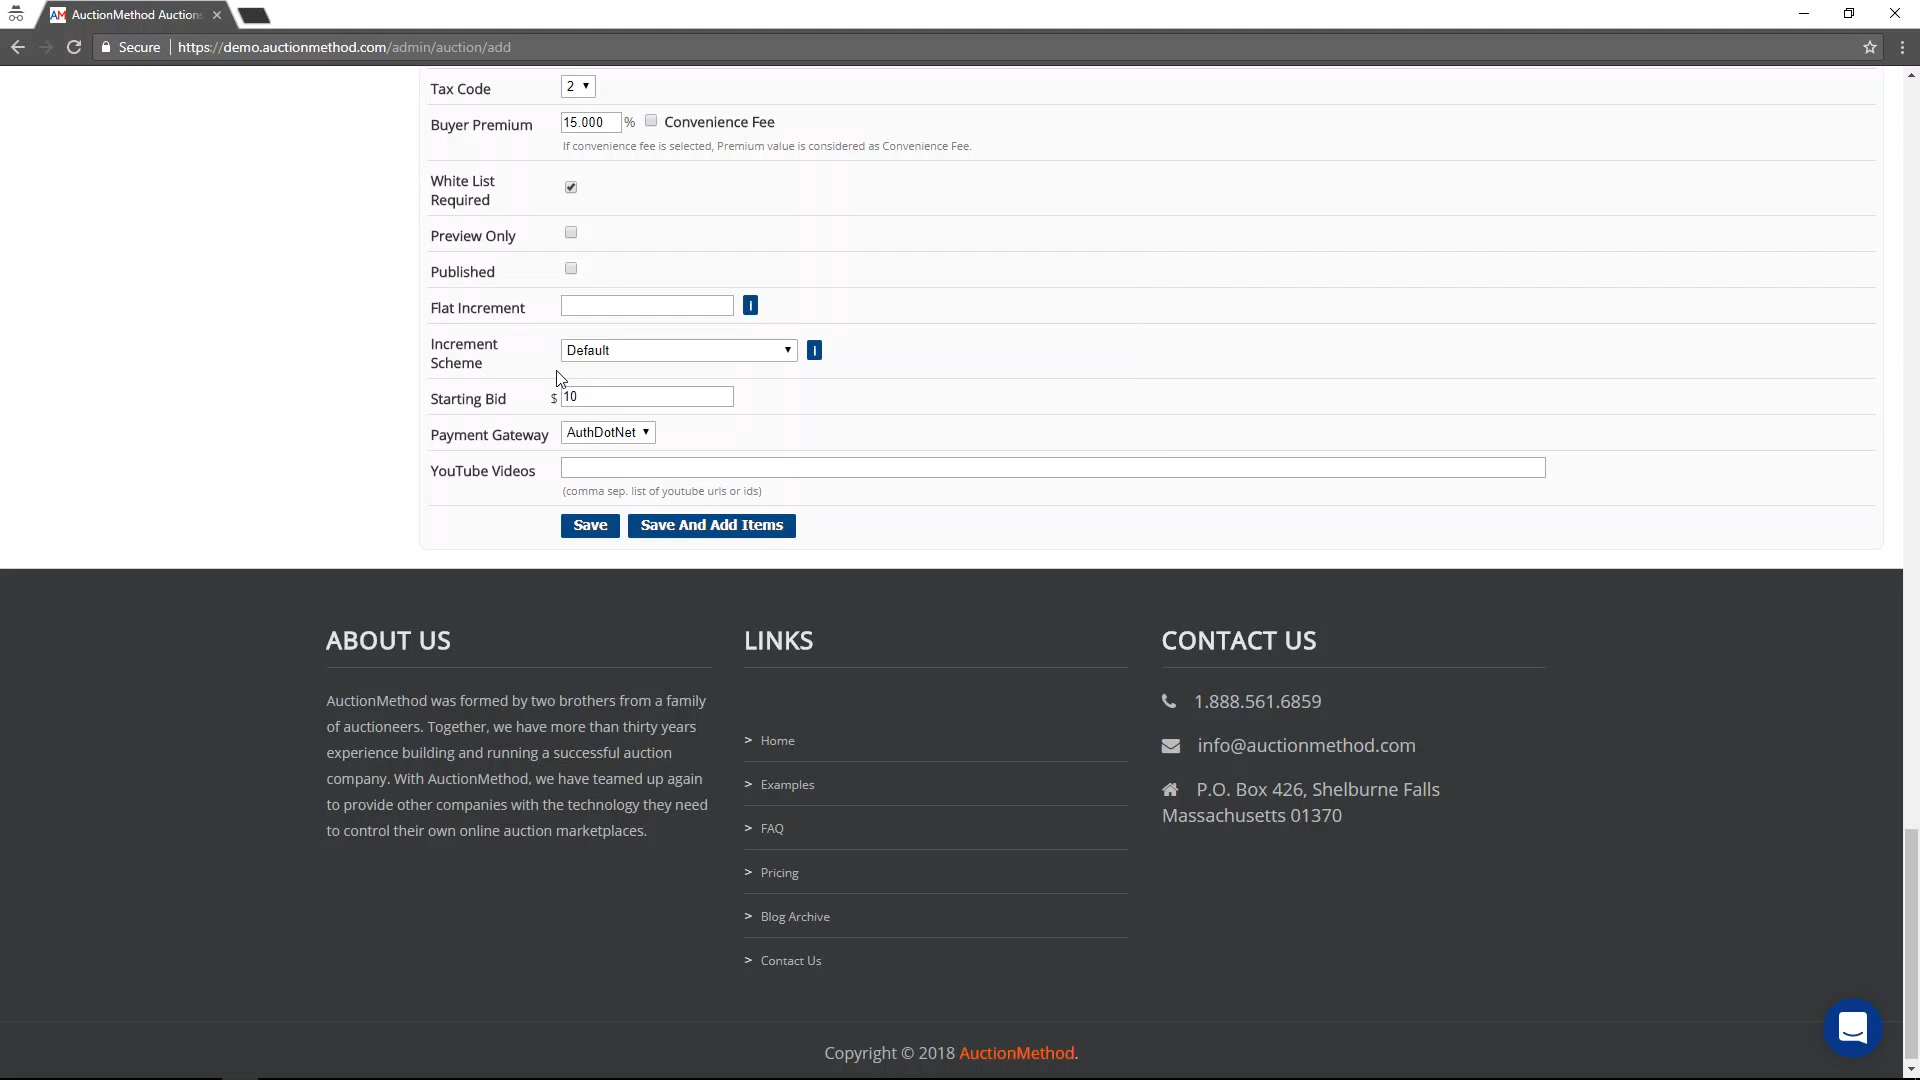 AuctionMethod Auctions
Secure | https://demo.auctionmethod.com/admin/auction/add
Tax Code 2
Buyer Premium 15.000 % Convenience Fee
If convenience fee is selected, Premium value is considered as Convenience Fee.
White List
Required
Preview Only
Published
Flat Increment I
Increment
Scheme Default I
Starting Bid $ 10
Payment Gateway AuthDotNet
YouTube Videos
(comma sep. list of youtube urls or ids)
Save Save And Add Items
ABOUT US
AuctionMethod was formed by two brothers from a family
of auctioneers. Together, we have more than thirty years
experience building and running a successful auction
company. With AuctionMethod, we have teamed up again
to provide other companies with the technology they need
to control their own online auction marketplaces.
LINKS
> Home
> Examples
> FAQ
> Pricing
> Blog Archive
> Contact Us
CONTACT US
1.888.561.6859
info@auctionmethod.com
P.O. Box 426, Shelburne Falls
Massachusetts 01370
Copyright © 2018 AuctionMethod.